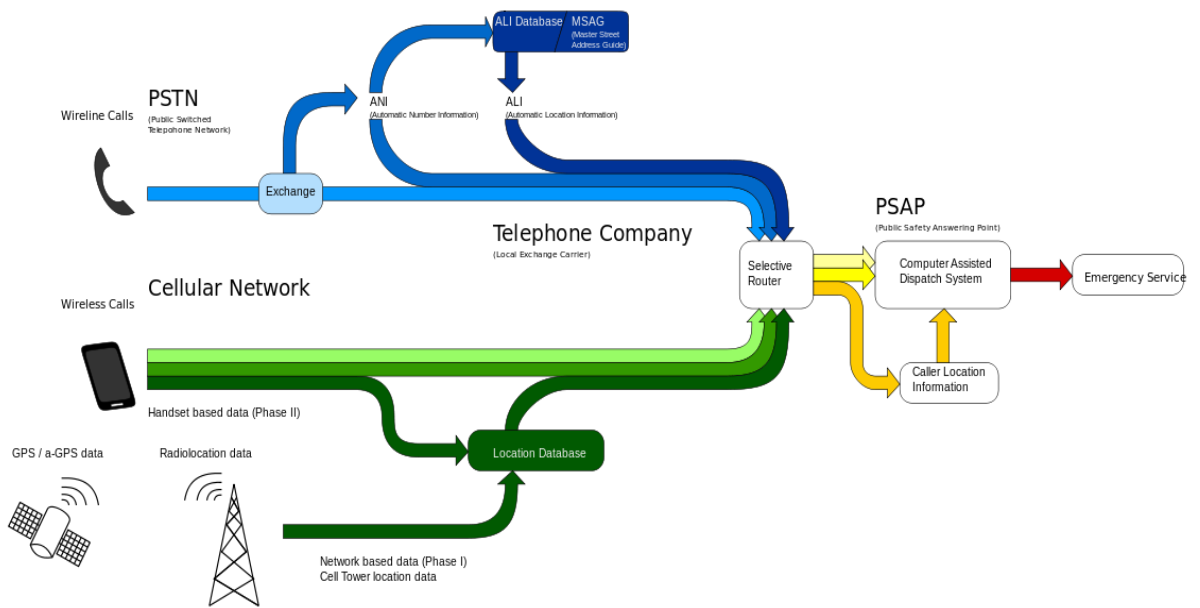 ALI Database
MSAG
(Master Street
Address Guide)
PSTN
(Public Switched
Telepohone Network)
Wireline Calls
ANI
(Automatic Number Information)
ALI
(Automatic Location Information)
Exchange
PSAP
(Public Safety Answering Point)
Telephone Company
(Local Exchange Carrier)
Selective
Router
Computer Assisted
Dispatch System
Emergency Service
Cellular Network
Wireless Calls
Caller Location
Information
Handset based data (Phase II)
GPS / a-GPS data
Radiolocation data
Location Database
Network based data (Phase I)
Cell Tower location data